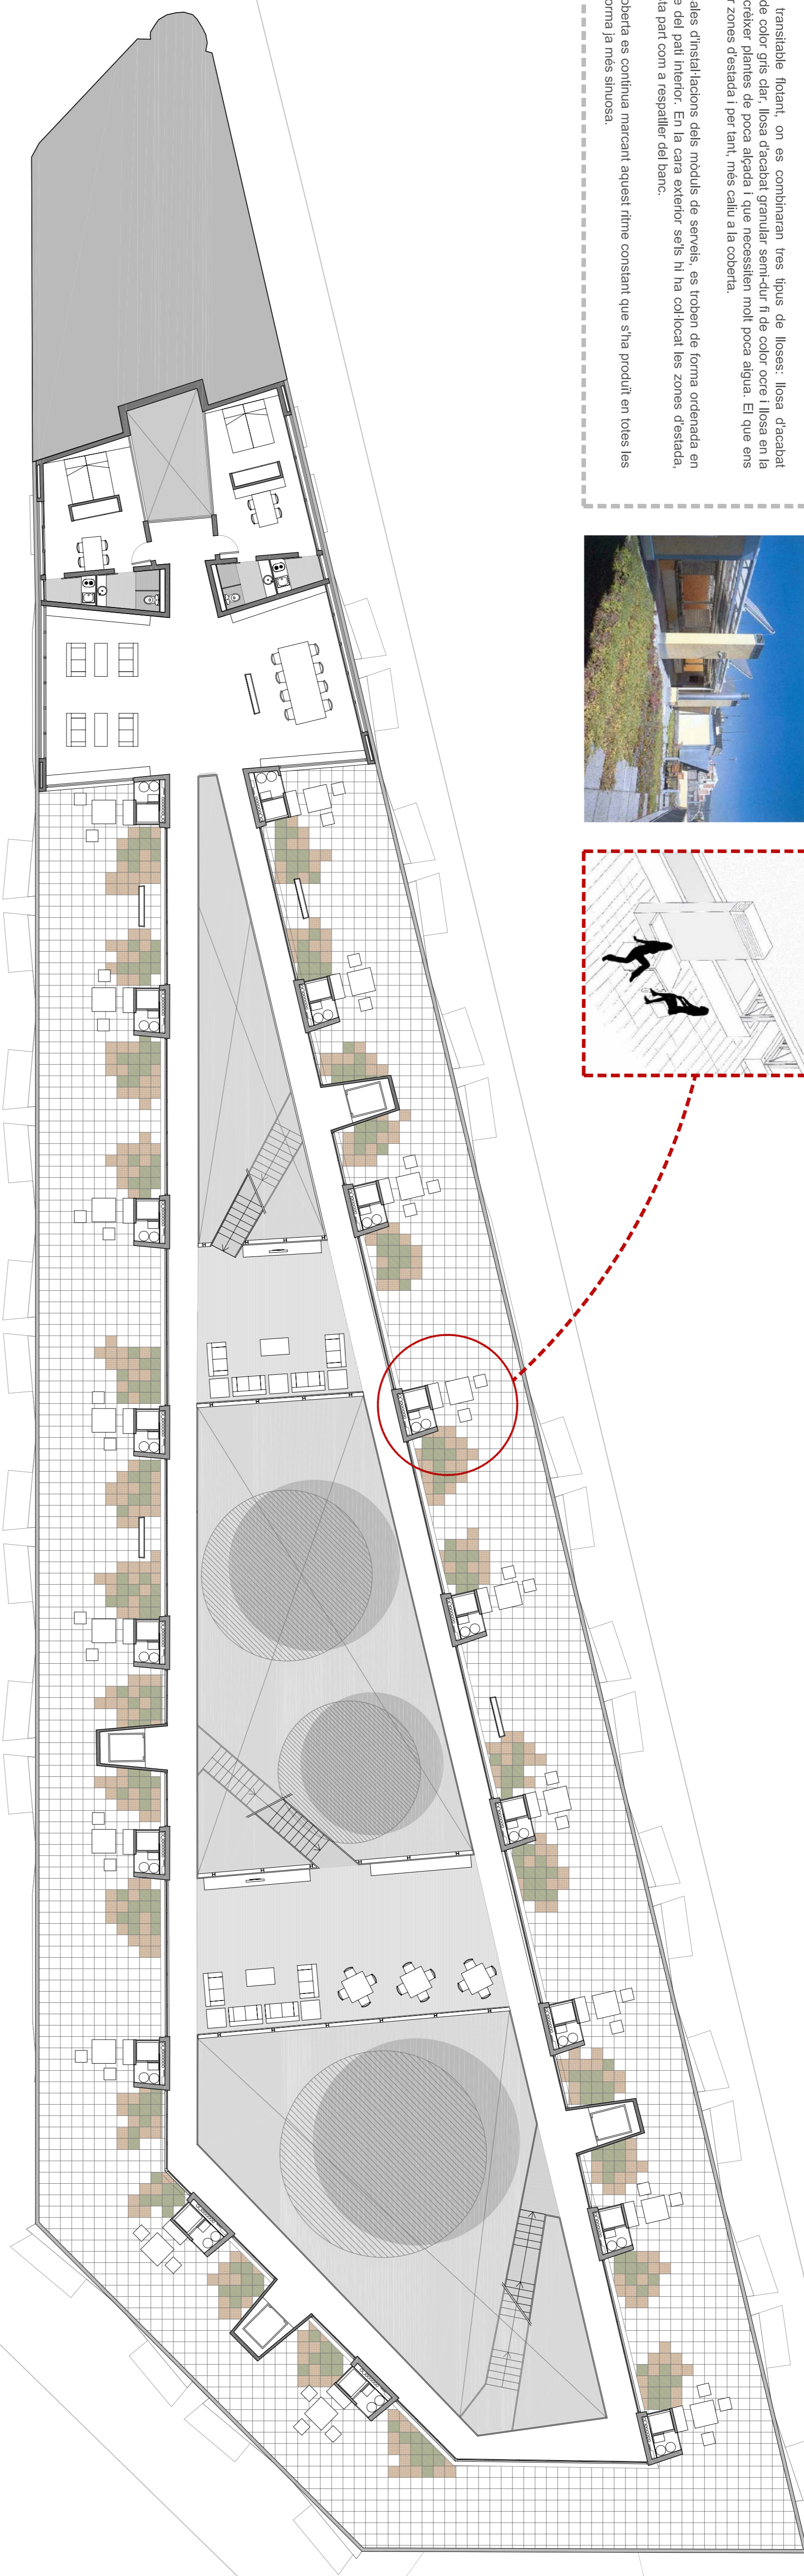 transitable flotant, on es combinaran tres tipus de lloses: llosa d'acabat
de color gris clar, llosa d'acabat granular semi-dur fi de color ocre i llosa en la
créixer plantes de poca alçada i que necessiten molt poca aigua. El que ens
r zones d'estada i per tant, més caliu a la coberta.
ales d'instal·lacions dels mòduls de serveis, es troben de forma ordenada en
e del pati interior. En la cara exterior se'ls hi ha col·locat les zones d'estada,
sta part com a respatller del banc.
oberta es continua marcant aquest ritme constant que s'ha produït en totes les
orma ja més sinuosa.